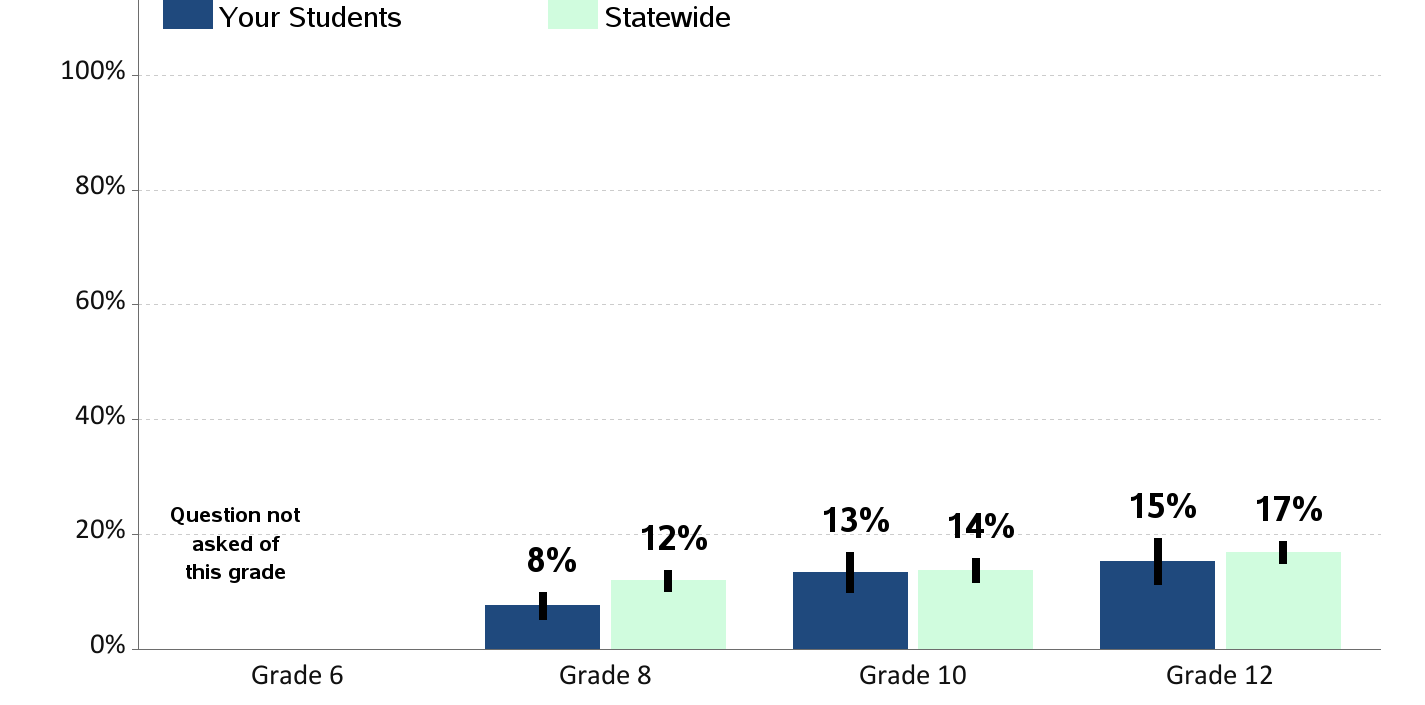 Your Students Statewide
100%
80%
60%
40%
20%
0%
Question not
asked of
this grade
8% 12% 13% 14% 15% 17%
Grade 6 Grade 8 Grade 10 Grade 12